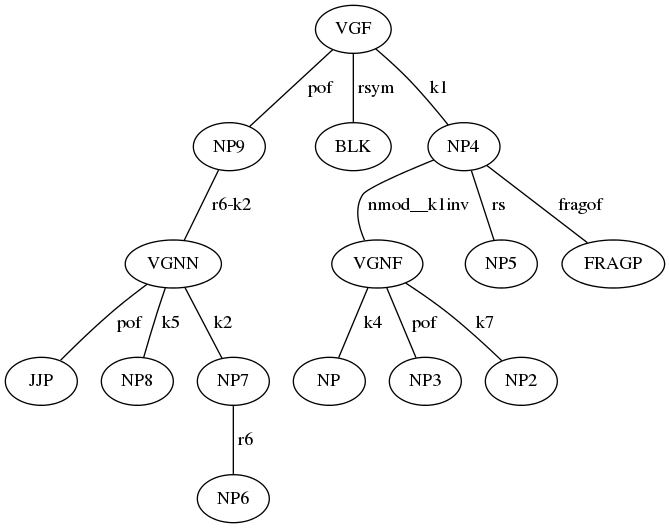 VGF
pof rsym k1
NP9 BLK NP4
r6-k2 nmod__k1inv rs fragof
VGNN VGNF NP5 FRAGP
pof k5 k2 k4 pof k7
JJP NP8 NP7 NP NP3 NP2
r6
NP6